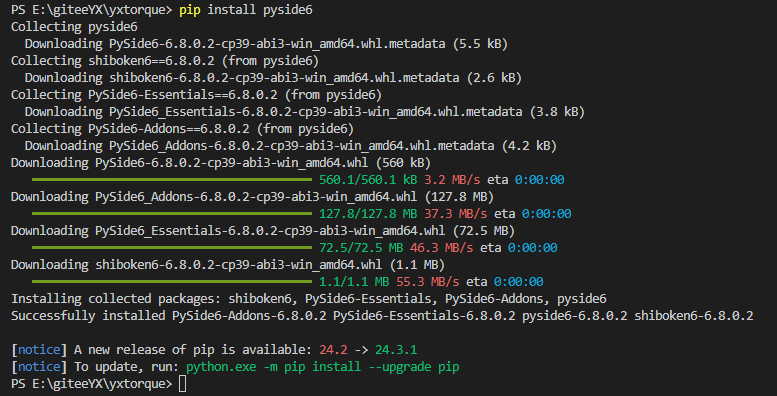 PS E:\giteeYX\yxtorque> pip install pyside6
Collecting pyside6
  Downloading PySide6-6.8.0.2-cp39-abi3-win_amd64.whl.metadata (5.5 kB)
Collecting shiboken6==6.8.0.2 (from pyside6)
  Downloading shiboken6-6.8.0.2-cp39-abi3-win_amd64.whl.metadata (2.6 kB)
Collecting PySide6-Essentials==6.8.0.2 (from pyside6)
  Downloading PySide6_Essentials-6.8.0.2-cp39-abi3-win_amd64.whl.metadata (3.8 kB)
Collecting PySide6-Addons==6.8.0.2 (from pyside6)
  Downloading PySide6_Addons-6.8.0.2-cp39-abi3-win_amd64.whl.metadata (4.2 kB)
Downloading PySide6-6.8.0.2-cp39-abi3-win_amd64.whl (560 kB)
560.1/560.1 kB 3.2 MB/s eta 0:00:00
Downloading PySide6_Addons-6.8.0.2-cp39-abi3-win_amd64.whl (127.8 MB)
127.8/127.8 MB 37.3 MB/s eta 0:00:00
Downloading PySide6_Essentials-6.8.0.2-cp39-abi3-win_amd64.whl (72.5 MB)
72.5/72.5 MB 46.3 MB/s eta 0:00:00
Downloading shiboken6-6.8.0.2-cp39-abi3-win_amd64.whl (1.1 MB)
1.1/1.1 MB 55.3 MB/s eta 0:00:00
Installing collected packages: shiboken6, PySide6-Essentials, PySide6-Addons, pyside6
Successfully installed PySide6-Addons-6.8.0.2 PySide6-Essentials-6.8.0.2 pyside6-6.8.0.2 shiboken6-6.8.0.2
[notice] A new release of pip is available: 24.2 -> 24.3.1
[notice] To update, run: python.exe -m pip install --upgrade pip
PS E:\giteeYX\yxtorque>